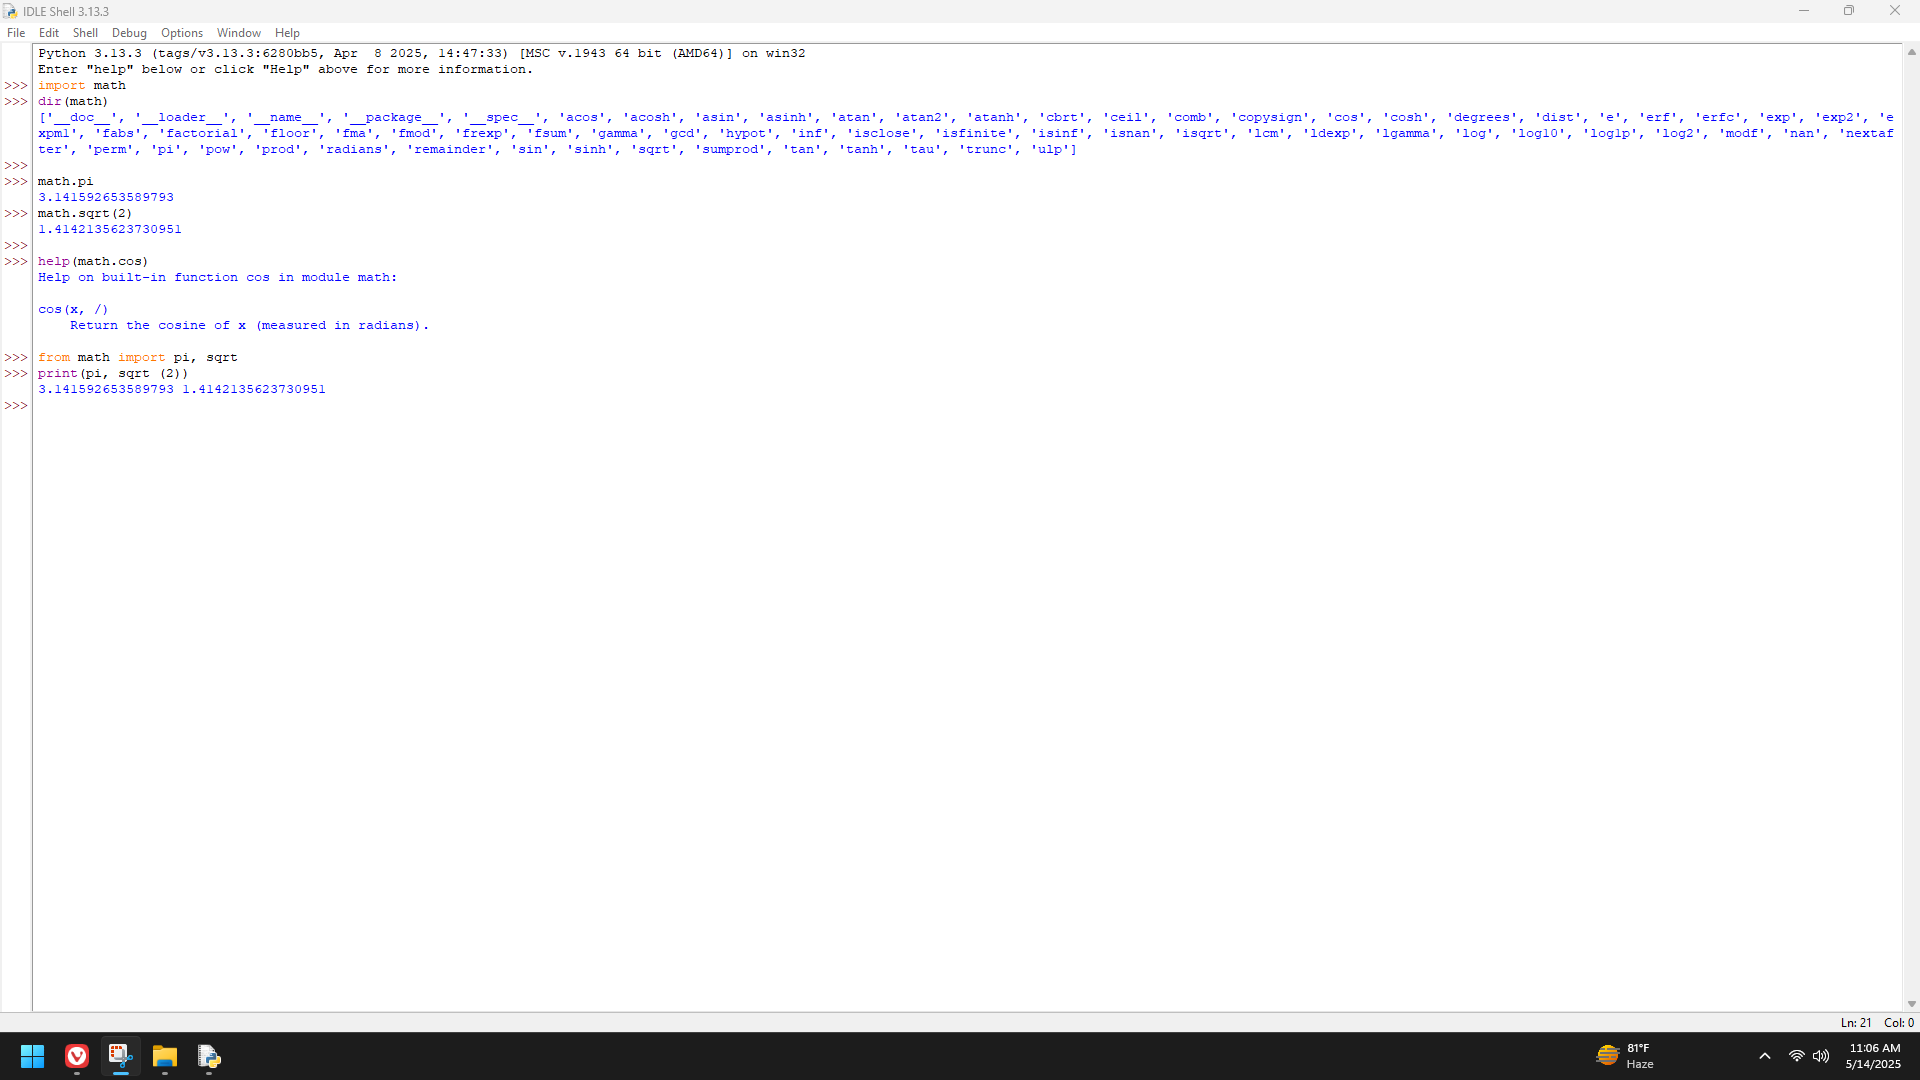 IDLE Shell 3.13.3
File Edit Shell Debug Options Window Help
Python 3.13.3 (tags/v3.13.3:6280bb5, Apr  8 2025, 14:47:33) [MSC v.1943 64 bit (AMD64)] on win32
Enter "help" below or click "Help" above for more information.
>>> import math
>>> dir(math)
['__doc__', '__loader__', '__name__', '__package__', '__spec__', 'acos', 'acosh', 'asin', 'asinh', 'atan', 'atan2', 'atanh', 'cbrt', 'ceil', 'comb', 'copysign', 'cos', 'cosh', 'degrees', 'dist', 'e', 'erf', 'erfc', 'exp', 'exp2', 'e
xpm1', 'fabs', 'factorial', 'floor', 'fma', 'fmod', 'frexp', 'fsum', 'gamma', 'gcd', 'hypot', 'inf', 'isclose', 'isfinite', 'isinf', 'isnan', 'isqrt', 'lcm', 'ldexp', 'lgamma', 'log', 'log10', 'log1p', 'log2', 'modf', 'nan', 'nextaf
ter', 'perm', 'pi', 'pow', 'prod', 'radians', 'remainder', 'sin', 'sinh', 'sqrt', 'sumprod', 'tan', 'tanh', 'tau', 'trunc', 'ulp']
>>>
>>> math.pi
3.141592653589793
>>> math.sqrt(2)
1.4142135623730951
>>>
>>> help(math.cos)
Help on built-in function cos in module math:
cos(x, /)
    Return the cosine of x (measured in radians).
>>> from math import pi, sqrt
>>> print(pi, sqrt (2))
3.141592653589793 1.4142135623730951
>>>
Ln: 21 Col: 0
81°F
Haze
11:06 AM
5/14/2025